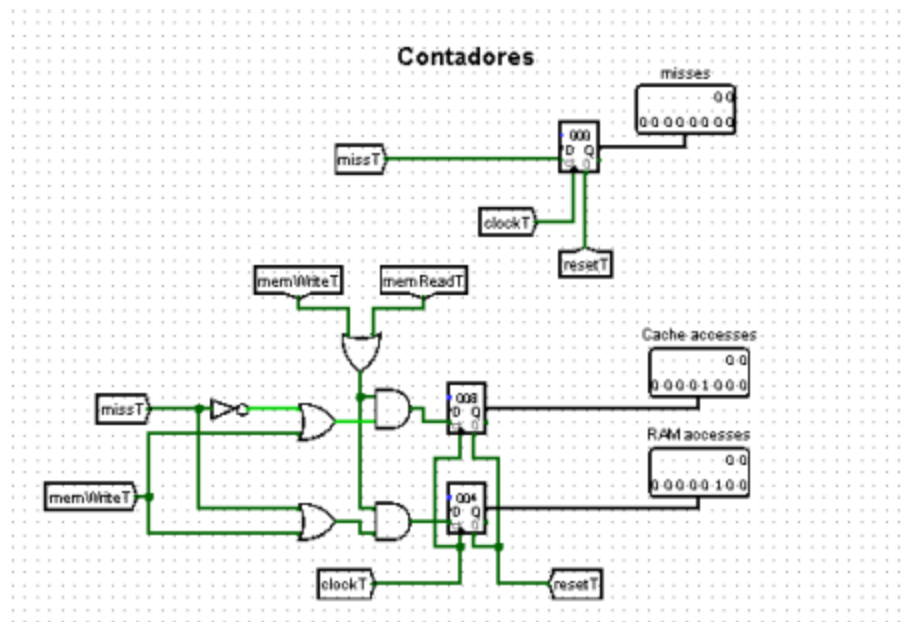 Contadores
misses
0 0
0 0 0 0 0 0 0 0
000
D Q
missT
clockT
resetT
memWriteT
memReadT
Cache accesses
0 0
0 0 0 0 1 0 0 0
missT
008
D Q
RAM accesses
0 0
0 0 0 0 0 1 0 0
memWriteT
004
D Q
clockT
resetT